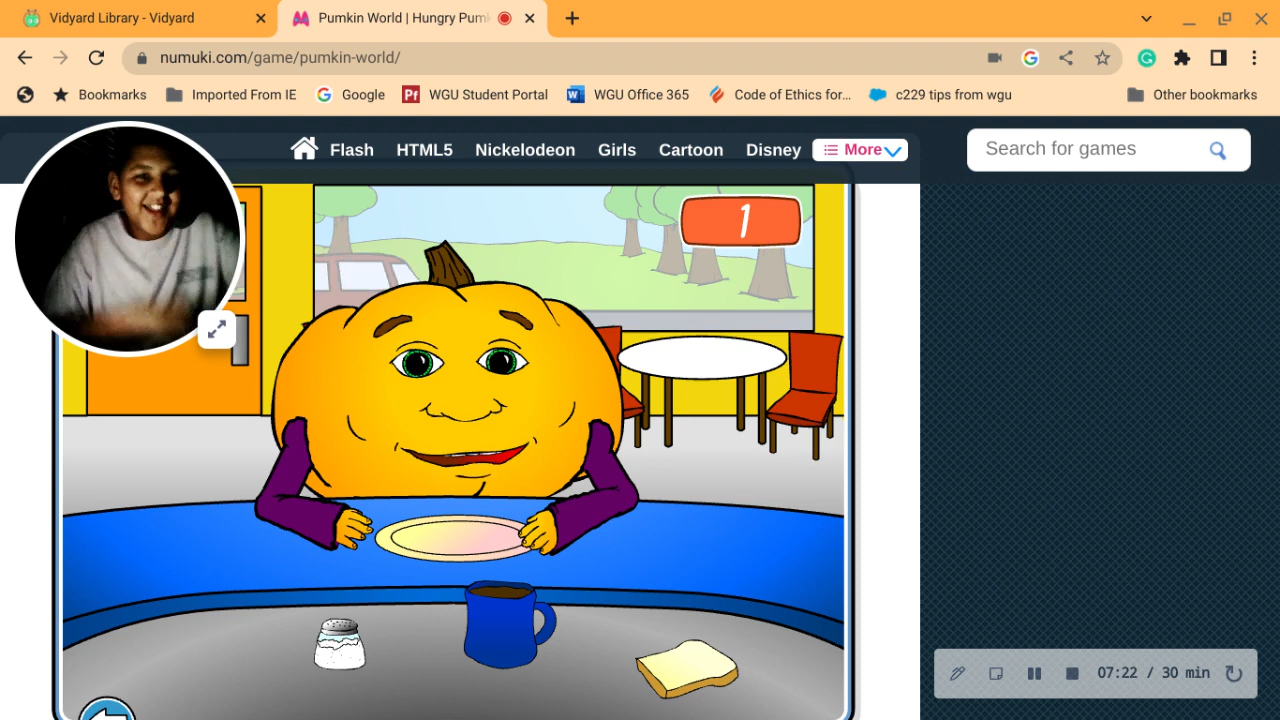 Vidyard Library - Vidyard
Pumkin World | Hungry Pumk
numuki.com/game/pumkin-world/
Bookmarks Imported From IE Google WGU Student Portal WGU Office 365 Code of Ethics for... c229 tips from wgu Other bookmarks
Flash HTML5 Nickelodeon Girls Cartoon Disney More Search for games
1
07:22 / 30 min